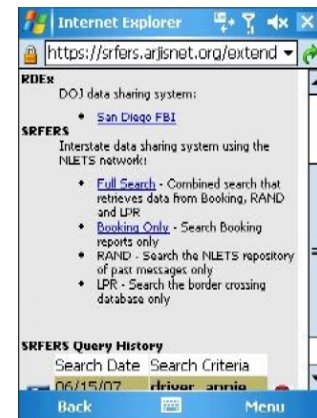 Internet Explorer
https://srfers.arjisnet.org/extend
RDEx
DOJ data sharing system:
San Diego FBI
SRFERS
Interstate data sharing system using the
NLETS network:
Full Search - Combined search that
retrieves data from Booking, RAND
and LPR
Booking Only - Search Booking
reports only
RAND - Search the NLETS repository
of past messages only
LPR - Search the border crossing
database only
SRFERS Query History
Search Date Search Criteria
06/15/07 driver, annie
Back Menu